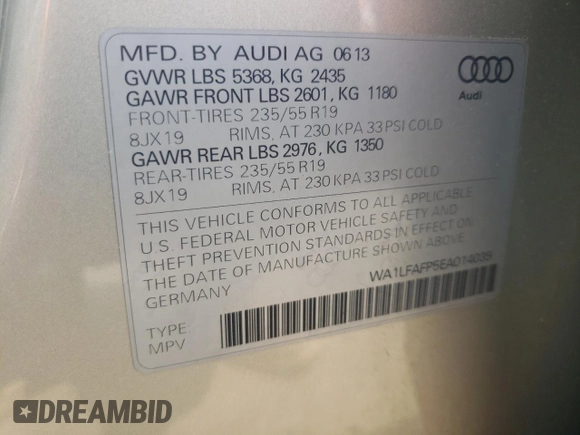 MFD. BY AUDI AG 06 13
GVWR LBS 5368, KG 2435
GAWR FRONT LBS 2601, KG 1180
FRONT-TIRES 235/55 R19
8JX19 RIMS, AT 230 KPA 33 PSI COLD
GAWR REAR LBS 2976, KG 1350
REAR-TIRES 235/55 R19
8JX19 RIMS, AT 230 KPA 33 PSI COLD
Audi
THIS VEHICLE CONFORMS TO ALL APPLICABLE
U.S. FEDERAL MOTOR VEHICLE SAFETY AND
THEFT PREVENTION STANDARDS IN EFFECT ON
THE DATE OF MANUFACTURE SHOWN ABOVE.
GERMANY
WA1LFAFP5EA014035
TYPE:
MPV
DREAMBID